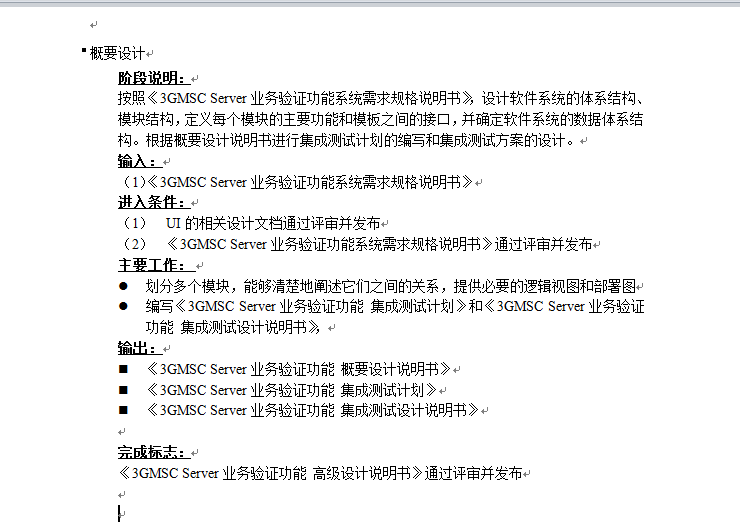 概要设计
阶段说明：
按照《3GMSC Server 业务验证功能系统需求规格说明书》，设计软件系统的体系结构、
模块结构，定义每个模块的主要功能和模板之间的接口，并确定软件系统的数据体系结
构。根据概要设计说明书进行集成测试计划的编写和集成测试方案的设计。
输入：
（1）《3GMSC Server 业务验证功能系统需求规格说明书》
进入条件：
（1） UI 的相关设计文档通过评审并发布
（2） 《3GMSC Server 业务验证功能系统需求规格说明书》通过评审并发布
主要工作：
● 划分多个模块，能够清楚地阐述它们之间的关系，提供必要的逻辑视图和部署图
● 编写《3GMSC Server 业务验证功能 集成测试计划》和《3GMSC Server 业务验证
功能 集成测试设计说明书》，
输出：
■ 《3GMSC Server 业务验证功能 概要设计说明书》
■ 《3GMSC Server 业务验证功能 集成测试计划》
■ 《3GMSC Server 业务验证功能 集成测试设计说明书》
完成标志：
《3GMSC Server 业务验证功能 高级设计说明书》通过评审并发布